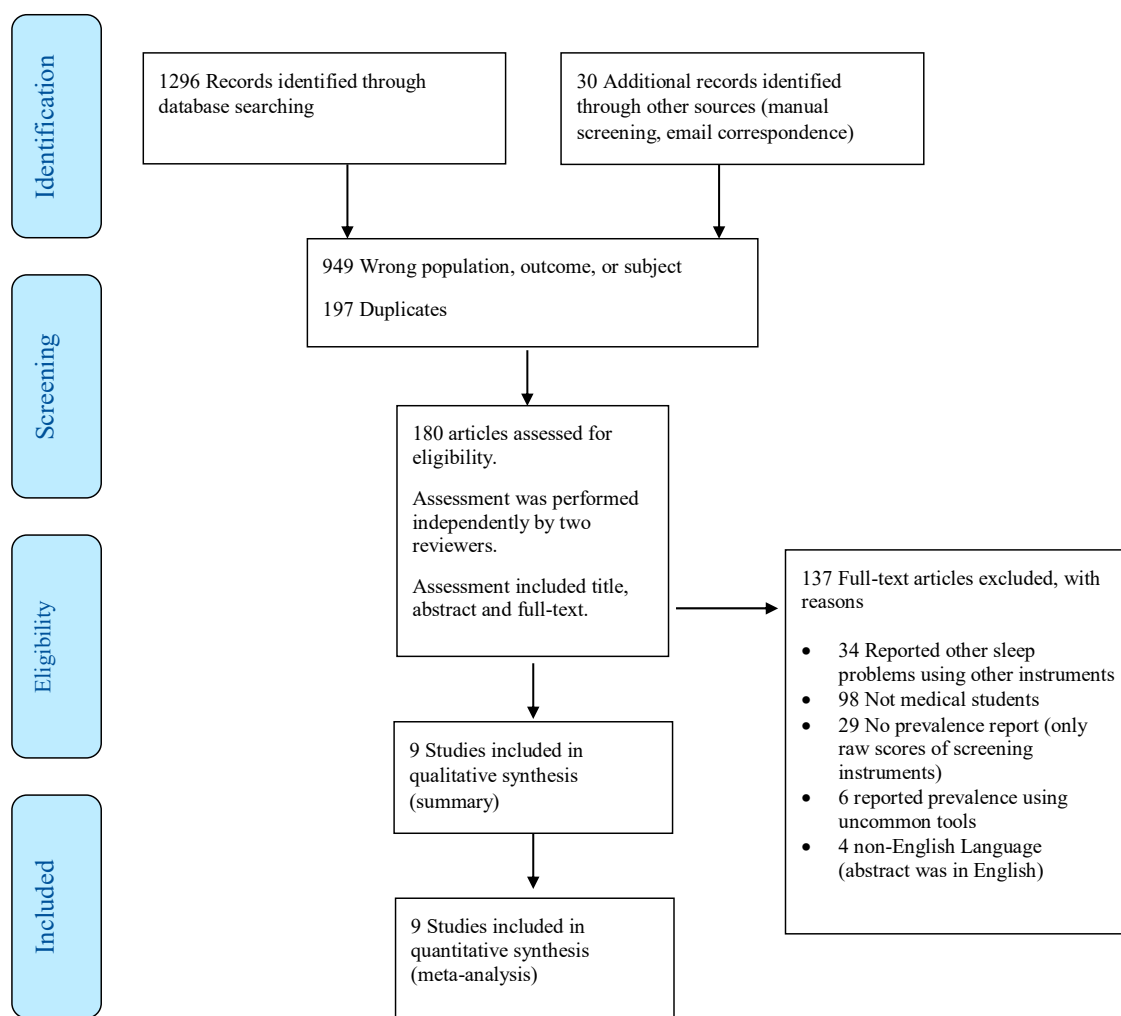 Identification
1296 Records identified through
database searching
30 Additional records identified
through other sources (manual
screening, email correspondence)
949 Wrong population, outcome, or subject
197 Duplicates
Screening
180 articles assessed for
eligibility.
Assessment was performed
independently by two
reviewers.
Assessment included title,
abstract and full-text.
Eligibility
137 Full-text articles excluded, with
reasons
• 34 Reported other sleep
problems using other instruments
• 98 Not medical students
• 29 No prevalence report (only
raw scores of screening
instruments)
• 6 reported prevalence using
uncommon tools
• 4 non-English Language
(abstract was in English)
9 Studies included in
qualitative synthesis
(summary)
Included
9 Studies included in
quantitative synthesis
(meta-analysis)